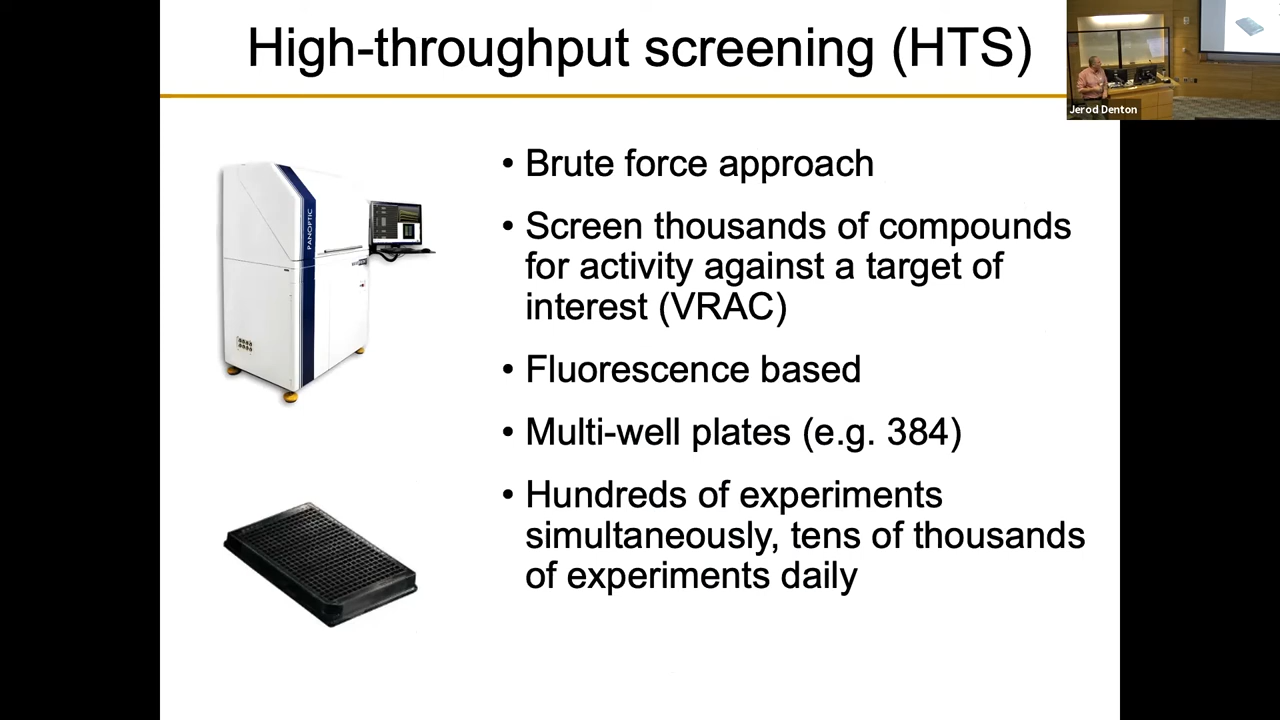 High-throughput screening (HTS)
Jerod Denton
• Brute force approach
• Screen thousands of compounds
for activity against a target of
interest (VRAC)
PANOPTIC
• Fluorescence based
• Multi-well plates (e.g. 384)
• Hundreds of experiments
simultaneously, tens of thousands
of experiments daily